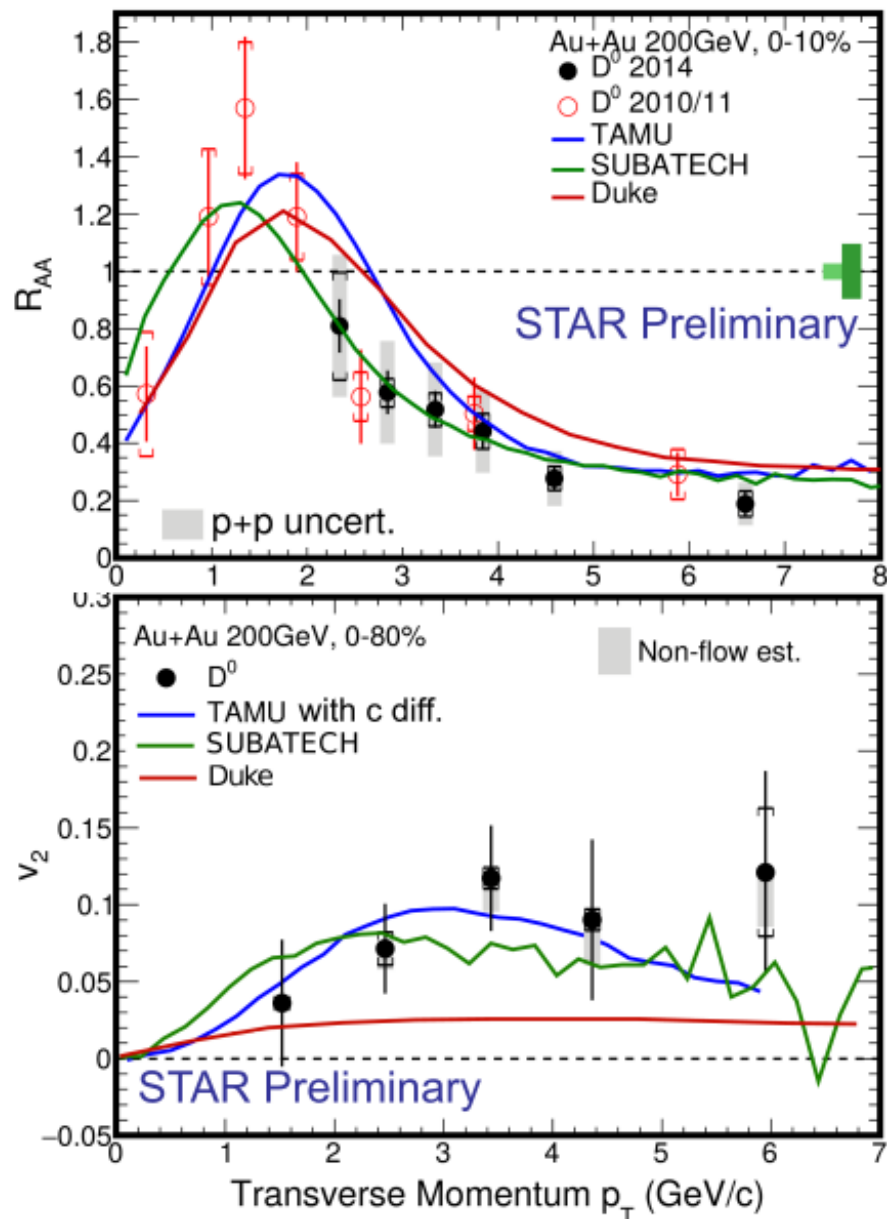 Au+Au 200GeV, 0-10%
D⁰ 2014
D⁰ 2010/11
TAMU
SUBATECH
Duke
STAR Preliminary
p+p uncert.
R_AA
1.8
1.6
1.4
1.2
1
0.8
0.6
0.4
0.2
0
0 1 2 3 4 5 6 7 8
Au+Au 200GeV, 0-80%
D⁰
TAMU with c diff.
SUBATECH
Duke
Non-flow est.
STAR Preliminary
v₂
0.3
0.25
0.2
0.15
0.1
0.05
0
−0.05
0 1 2 3 4 5 6 7
Transverse Momentum p_T (GeV/c)